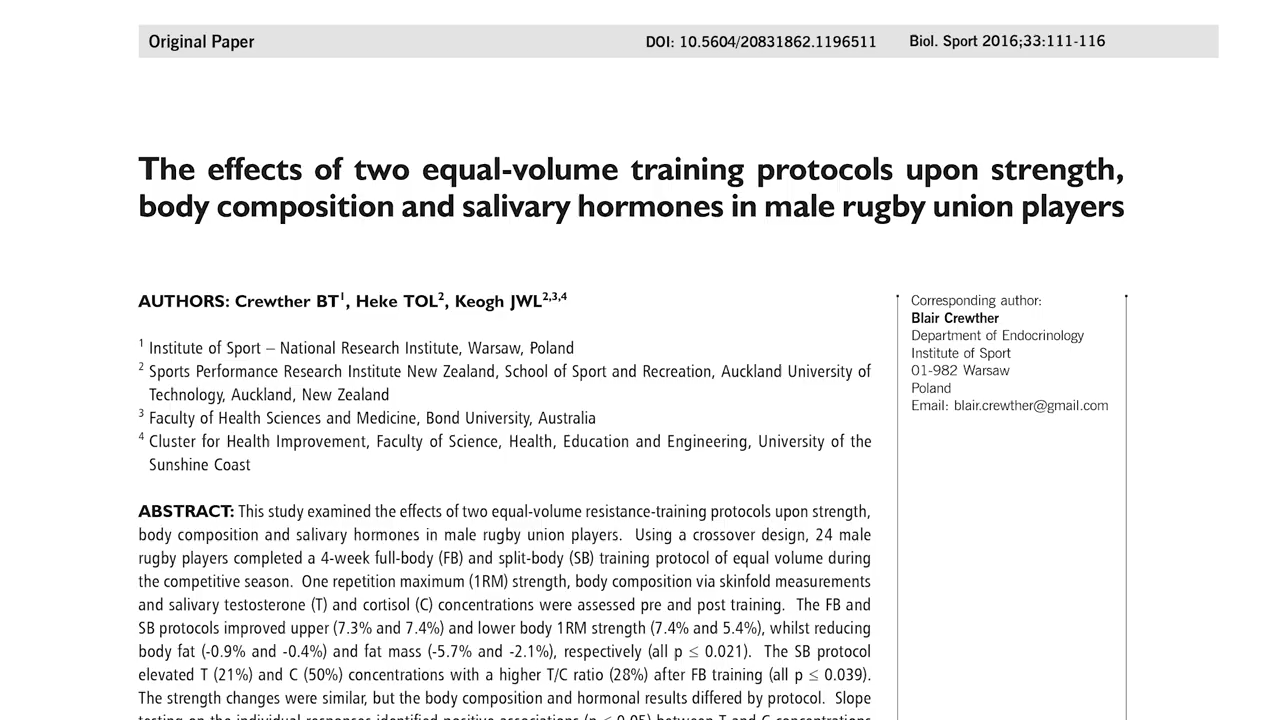 Original Paper
DOI: 10.5604/20831862.1196511
Biol. Sport 2016;33:111-116
The effects of two equal-volume training protocols upon strength,
body composition and salivary hormones in male rugby union players
AUTHORS: Crewther BT1, Heke TOL2, Keogh JWL2,3,4
1 Institute of Sport – National Research Institute, Warsaw, Poland
2 Sports Performance Research Institute New Zealand, School of Sport and Recreation, Auckland University of
Technology, Auckland, New Zealand
3 Faculty of Health Sciences and Medicine, Bond University, Australia
4 Cluster for Health Improvement, Faculty of Science, Health, Education and Engineering, University of the
Sunshine Coast
ABSTRACT: This study examined the effects of two equal-volume resistance-training protocols upon strength,
body composition and salivary hormones in male rugby union players. Using a crossover design, 24 male
rugby players completed a 4-week full-body (FB) and split-body (SB) training protocol of equal volume during
the competitive season. One repetition maximum (1RM) strength, body composition via skinfold measurements
and salivary testosterone (T) and cortisol (C) concentrations were assessed pre and post training. The FB and
SB protocols improved upper (7.3% and 7.4%) and lower body 1RM strength (7.4% and 5.4%), whilst reducing
body fat (-0.9% and -0.4%) and fat mass (-5.7% and -2.1%), respectively (all p ≤ 0.021). The SB protocol
elevated T (21%) and C (50%) concentrations with a higher T/C ratio (28%) after FB training (all p ≤ 0.039).
The strength changes were similar, but the body composition and hormonal results differed by protocol. Slope
testing on the individual responses identified positive associations (p ≤ 0.05) between T and C concentrations
Corresponding author:
Blair Crewther
Department of Endocrinology
Institute of Sport
01-982 Warsaw
Poland
Email: blair.crewther@gmail.com